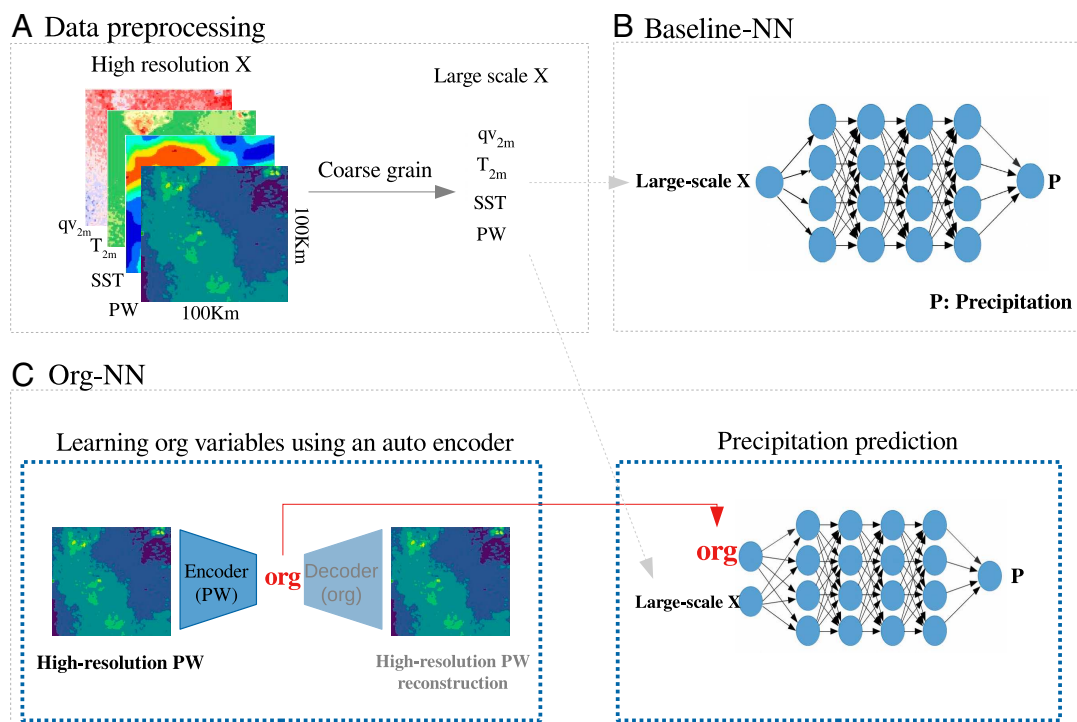 A Data preprocessing
High resolution X
Large scale X
qv2m
T2m
SST
PW
100Km
100Km
Coarse grain
qv2m
T2m
SST
PW
B Baseline-NN
Large-scale X
P
P: Precipitation
C Org-NN
Learning org variables using an auto encoder
Encoder
(PW)
org
Decoder
(org)
High-resolution PW
High-resolution PW
reconstruction
Precipitation prediction
org
Large-scale X
P